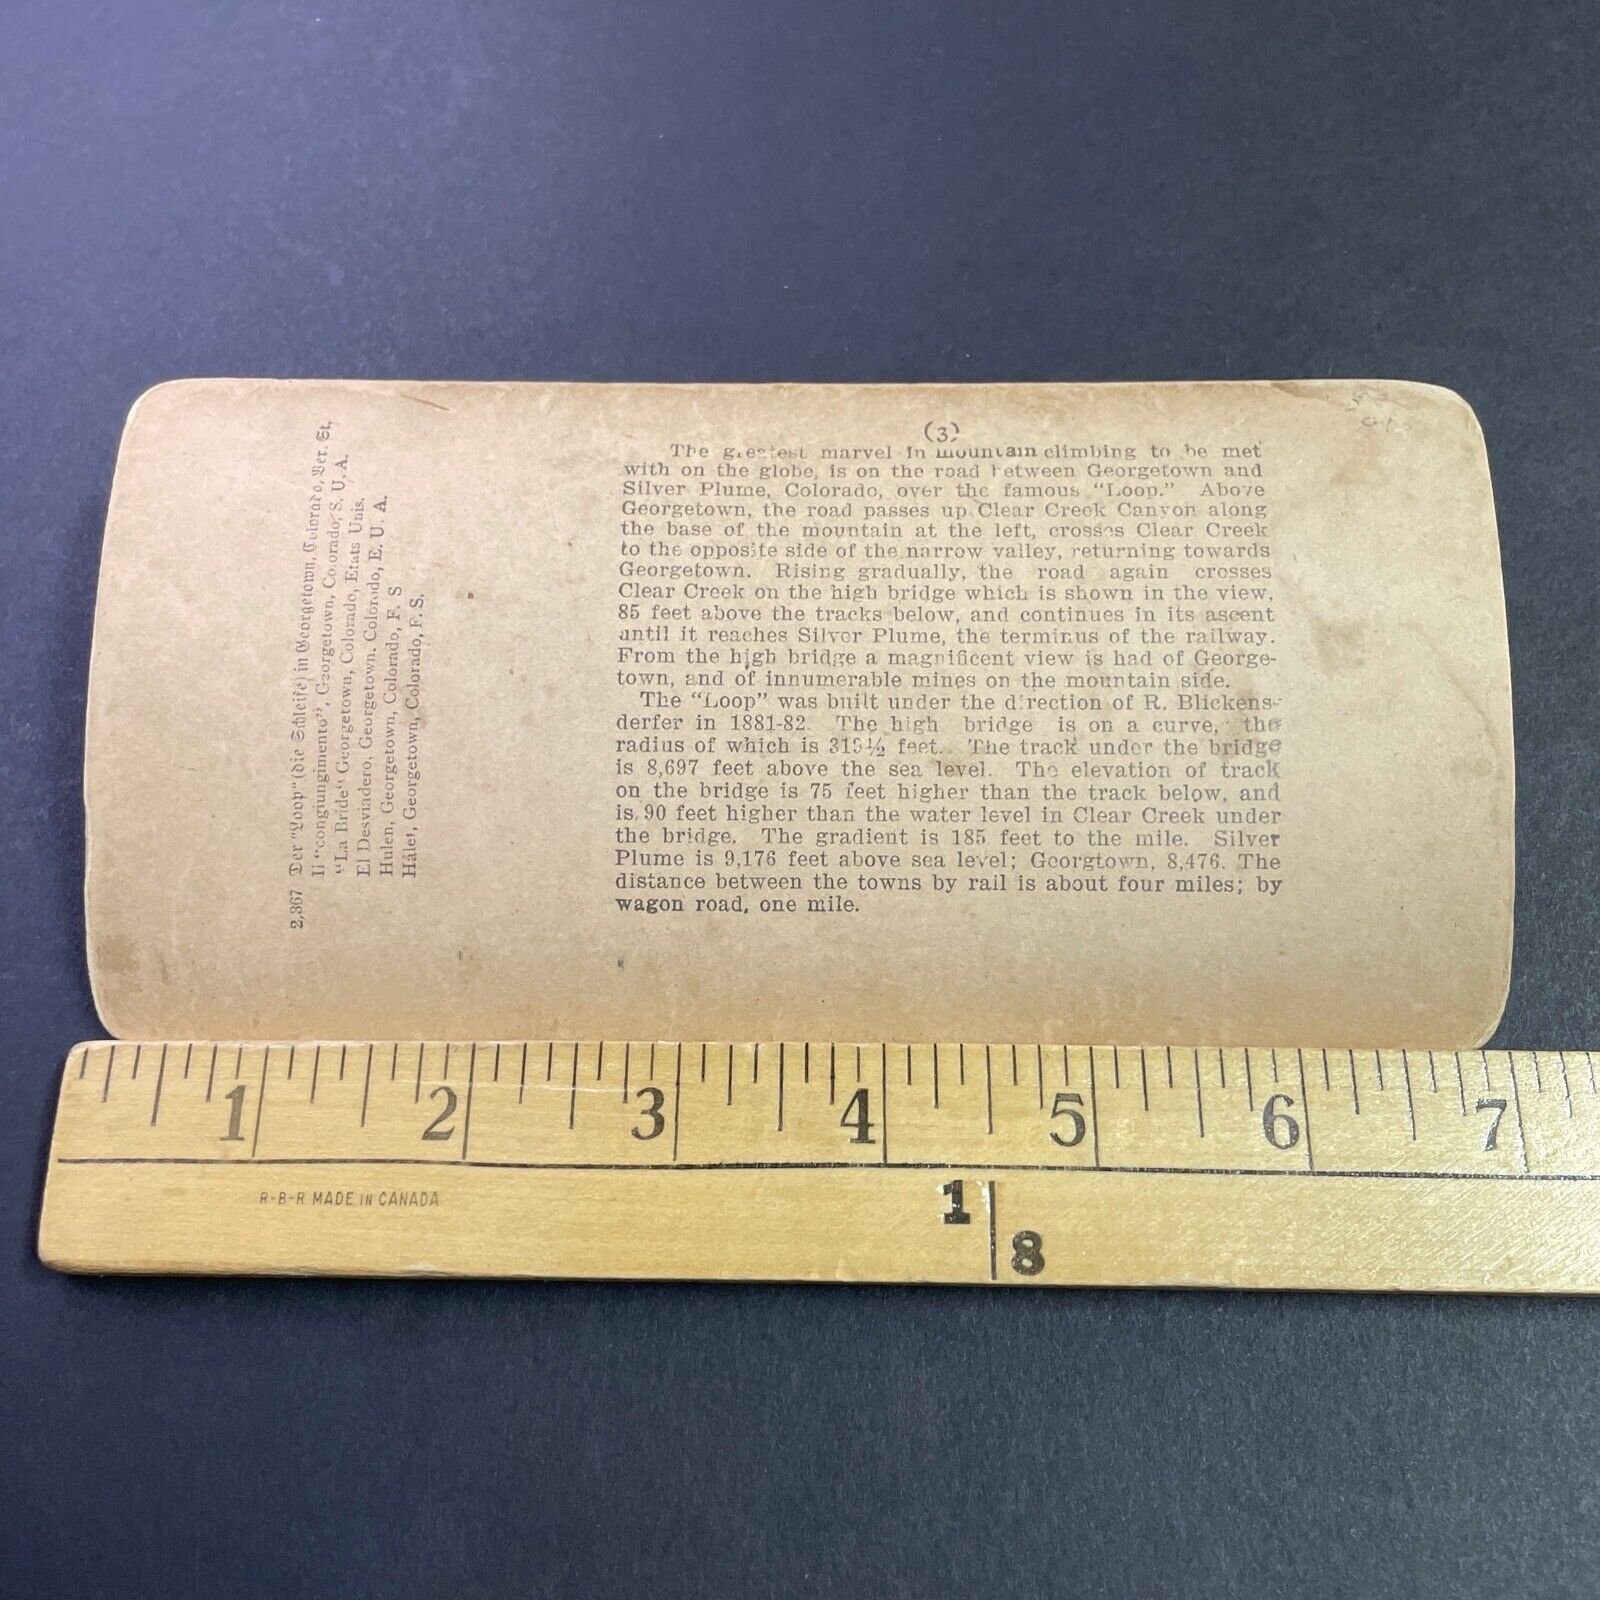 (3)
The greatest marvel in mountain climbing to be met
with on the globe, is on the road between Georgetown and
Silver Plume, Colorado, over the famous "Loop." Above
Georgetown, the road passes up Clear Creek Canyon along
the base of the mountain at the left, crosses Clear Creek
to the opposite side of the narrow valley, returning towards
Georgetown. Rising gradually, the road again crosses
Clear Creek on the high bridge which is shown in the view,
85 feet above the tracks below, and continues in its ascent
until it reaches Silver Plume, the terminus of the railway.
From the high bridge a magnificent view is had of George-
town, and of innumerable mines on the mountain side.
The "Loop" was built under the direction of R. Blickens-
derfer in 1881-82. The high bridge is on a curve, the
radius of which is 319½ feet. The track under the bridge
is 8,697 feet above the sea level. The elevation of track
on the bridge is 75 feet higher than the track below, and
is 90 feet higher than the water level in Clear Creek under
the bridge. The gradient is 185 feet to the mile. Silver
Plume is 9,176 feet above sea level; Georgtown, 8,476. The
distance between the towns by rail is about four miles; by
wagon road, one mile.
2,367 Der "Loop" (die Schleife) in Georgetown, Colorado, Ver. St,
Il "congiungimento", Georgetown, Colorado, S. U. A.
"La Bride" Georgetown, Colorado, Etats Unis.
El Desviadero, Georgetown. Colorado, E. U. A.
Hulen, Georgetown, Colorado, F. S
Hålet, Georgetown, Colorado, F. S.
1 2 3 4 5 6 7
R-B-R MADE IN CANADA
1
8